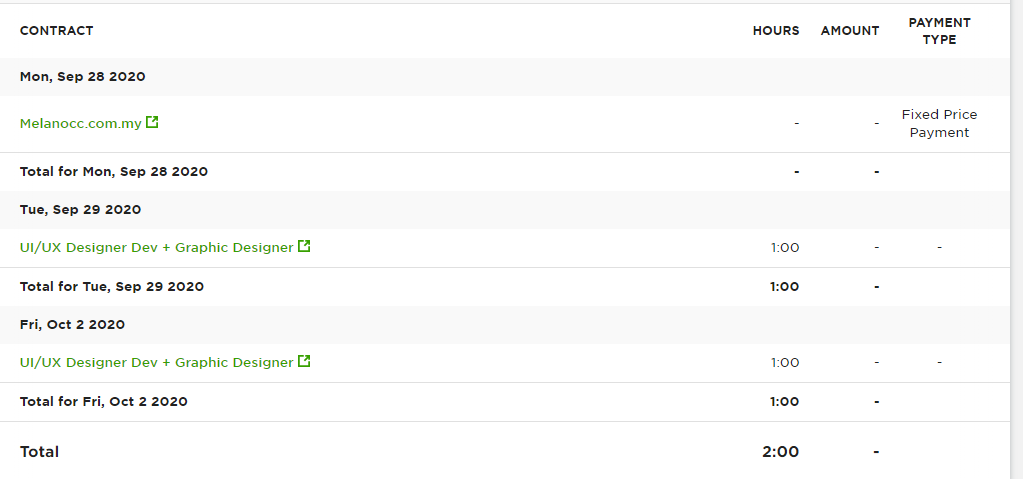 CONTRACT HOURS AMOUNT PAYMENT TYPE
Mon, Sep 28 2020
Melanocc.com.my - - Fixed Price Payment
Total for Mon, Sep 28 2020 - -
Tue, Sep 29 2020
UI/UX Designer Dev + Graphic Designer 1:00 - -
Total for Tue, Sep 29 2020 1:00 -
Fri, Oct 2 2020
UI/UX Designer Dev + Graphic Designer 1:00 - -
Total for Fri, Oct 2 2020 1:00 -
Total 2:00 -